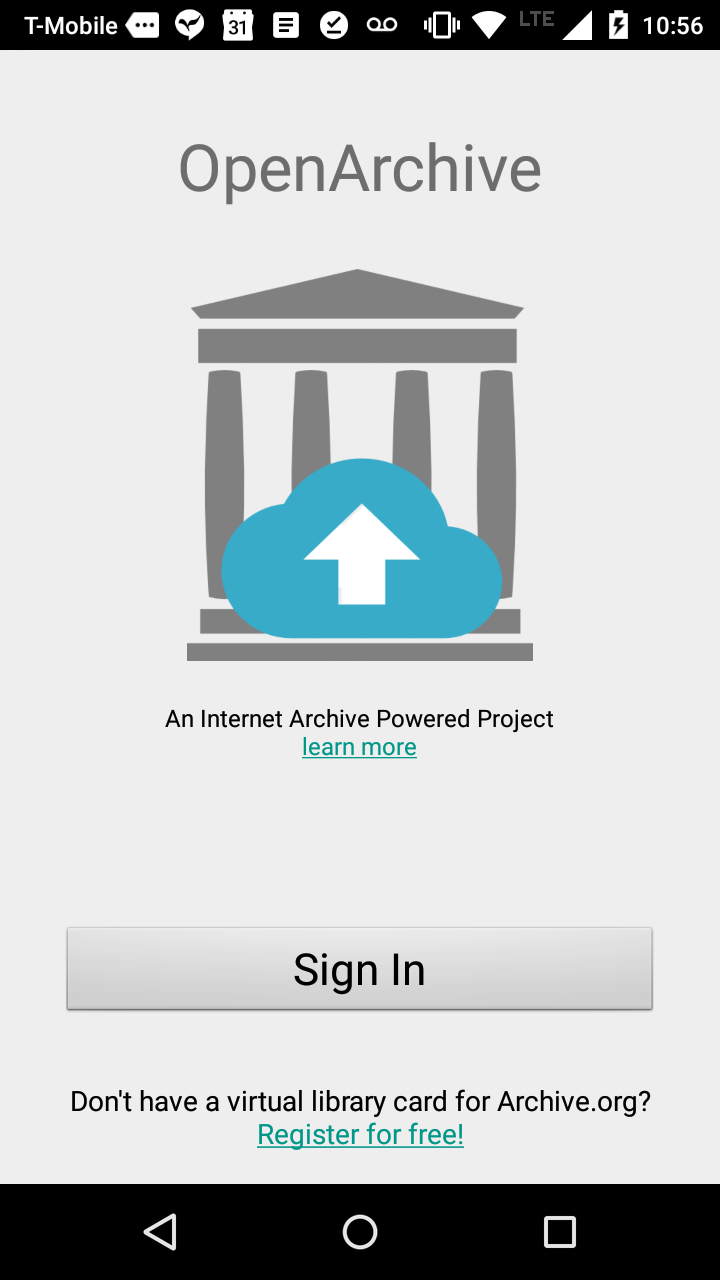 T-Mobile 31 LTE 10:56
OpenArchive
An Internet Archive Powered Project
learn more
Sign In
Don't have a virtual library card for Archive.org?
Register for free!